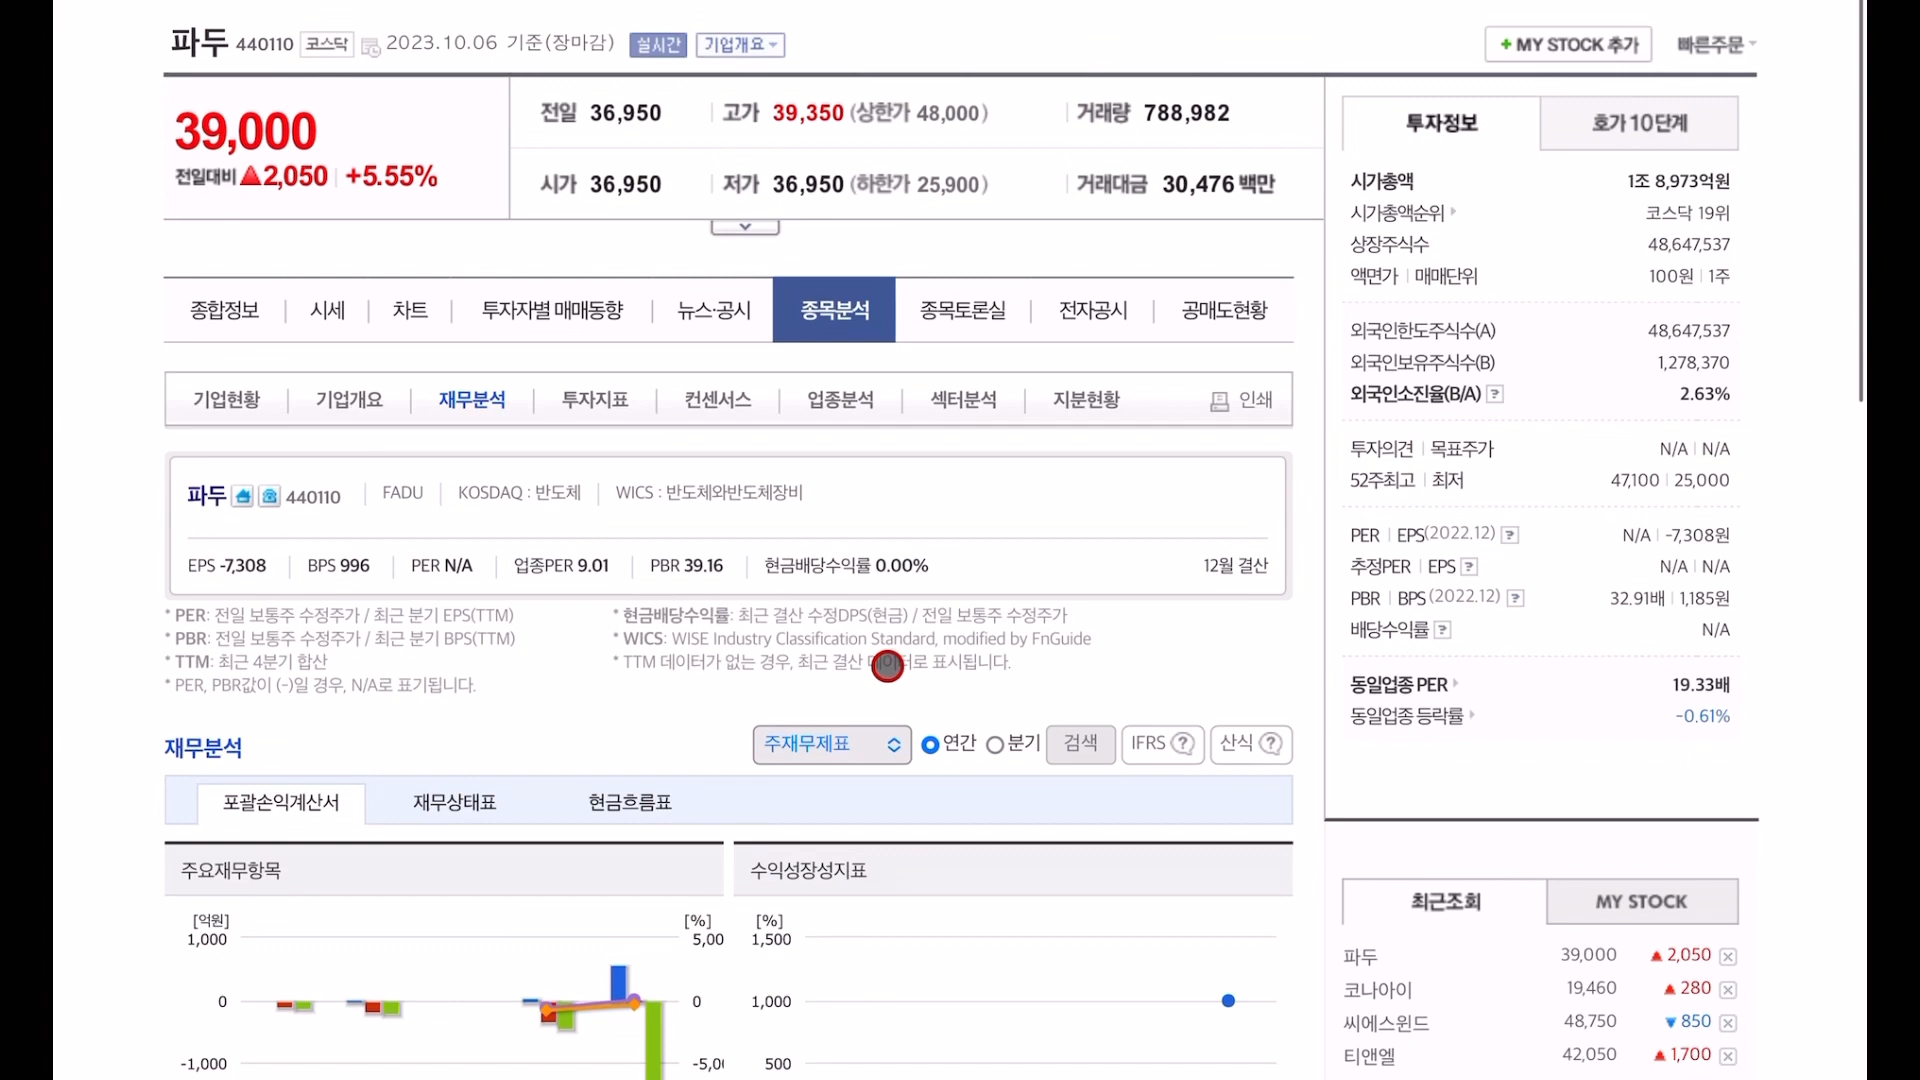 파두 440110 코스닥 2023.10.06 기준(장마감) 실시간 기업개요
+ MY STOCK 추가 빠른주문
39,000
전일대비 ▲2,050 +5.55%
전일 36,950 고가 39,350 (상한가 48,000) 거래량 788,982
시가 36,950 저가 36,950 (하한가 25,900) 거래대금 30,476 백만
종합정보 시세 차트 투자자별 매매동향 뉴스·공시 종목분석 종목토론실 전자공시 공매도현황
기업현황 기업개요 재무분석 투자지표 컨센서스 업종분석 섹터분석 지분현황 인쇄
파두 440110 FADU KOSDAQ : 반도체 WICS : 반도체와반도체장비
EPS -7,308 BPS 996 PER N/A 업종PER 9.01 PBR 39.16 현금배당수익률 0.00% 12월 결산
* PER: 전일 보통주 수정주가 / 최근 분기 EPS(TTM)
* PBR: 전일 보통주 수정주가 / 최근 분기 BPS(TTM)
* TTM: 최근 4분기 합산
* PER, PBR값이 (-)일 경우, N/A로 표기됩니다.
* 현금배당수익률: 최근 결산 수정DPS(현금) / 전일 보통주 수정주가
* WICS: WISE Industry Classification Standard, modified by FnGuide
* TTM 데이터가 없는 경우, 최근 결산 데이터로 표시됩니다.
재무분석 주재무제표 연간 분기 검색 IFRS ? 산식 ?
포괄손익계산서 재무상태표 현금흐름표
주요재무항목
[억원] [%]
1,000 5,00
0 0
-1,000 -5,00
수익성장성지표
[%]
1,500
1,000
500
투자정보 호가 10단계
시가총액 1조 8,973억원
시가총액순위 코스닥 19위
상장주식수 48,647,537
액면가 매매단위 100원 1주
외국인한도주식수(A) 48,647,537
외국인보유주식수(B) 1,278,370
외국인소진율(B/A) ? 2.63%
투자의견 목표주가 N/A N/A
52주최고 최저 47,100 25,000
PER EPS(2022.12) ? N/A -7,308원
추정PER EPS ? N/A N/A
PBR BPS (2022.12) ? 32.91배 1,185원
배당수익률 ? N/A
동일업종 PER 19.33배
동일업종 등락률 -0.61%
최근조회 MY STOCK
파두 39,000 ▲ 2,050
코나아이 19,460 ▲ 280
씨에스윈드 48,750 ▼ 850
티앤엘 42,050 ▲ 1,700